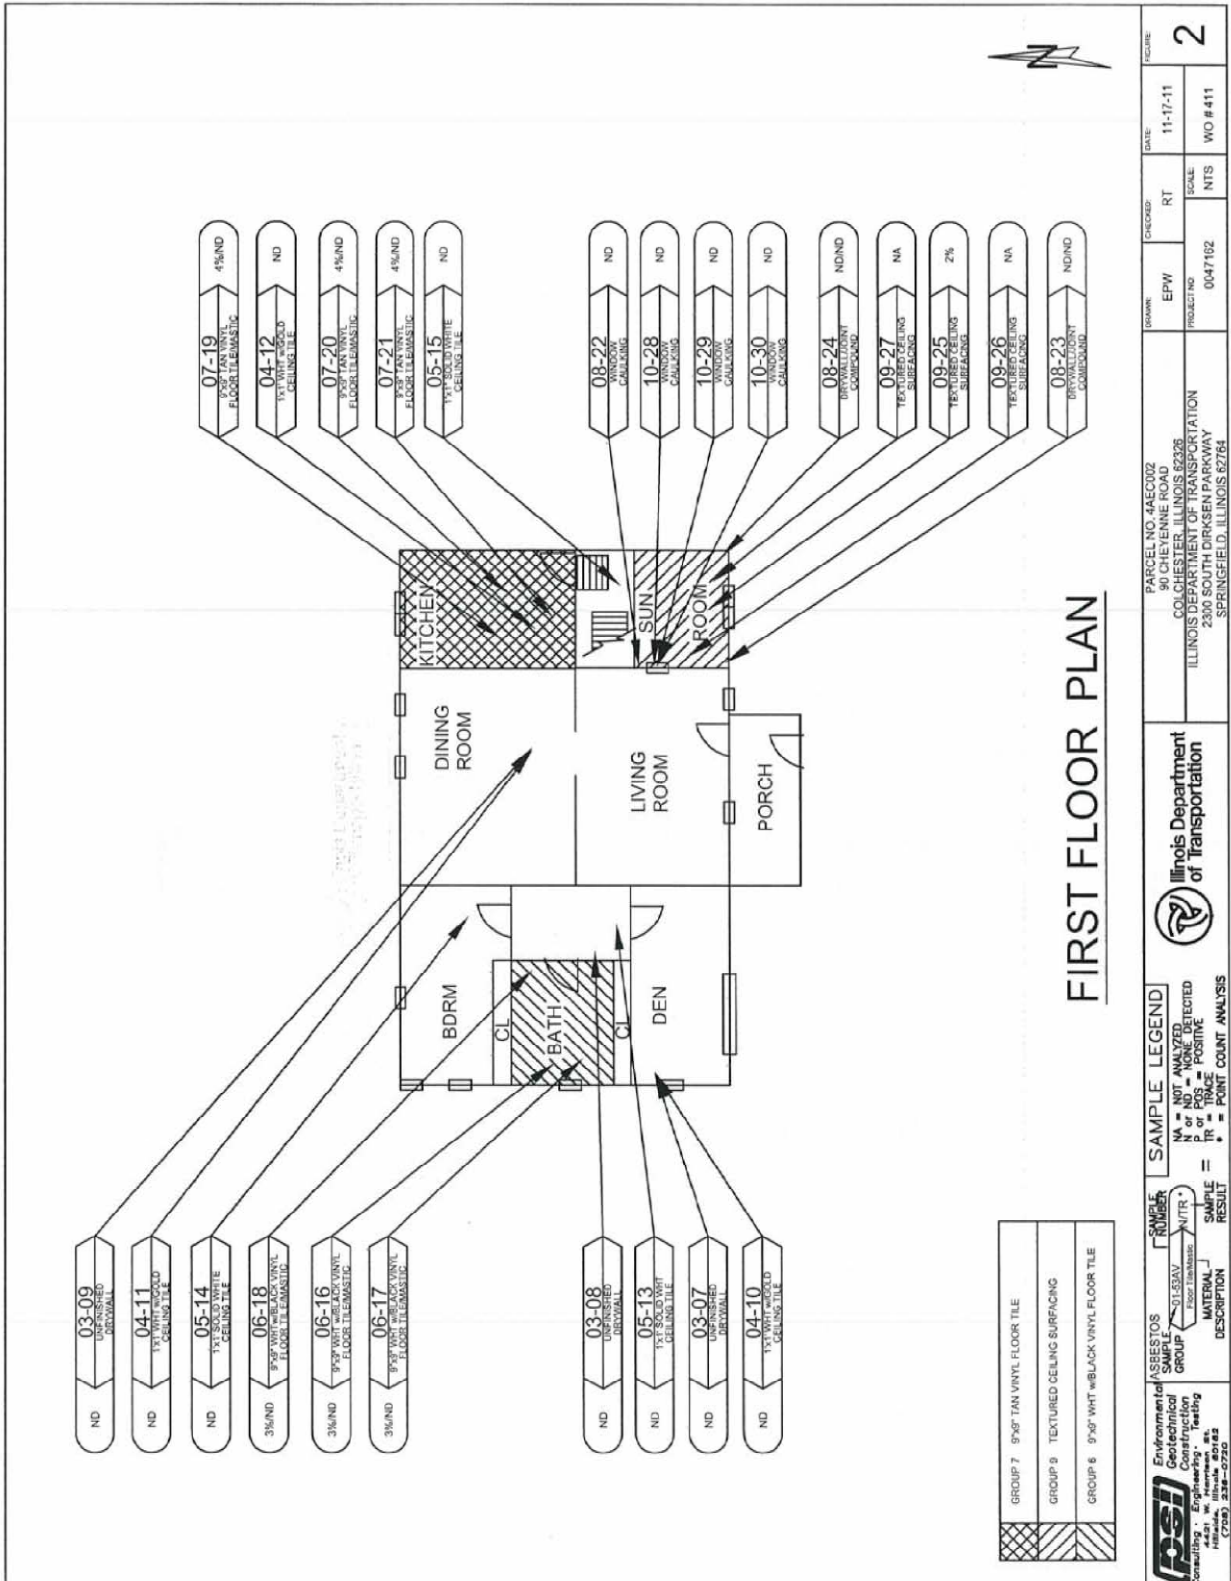 07-19
9"x9" TAN VINYL
FLOOR TILE/MASTIC
4%/ND
04-12
1'x1' WHT w/GOLD
CEILING TILE
ND
07-20
9"x9" TAN VINYL
FLOOR TILE/MASTIC
4%/ND
07-21
9"x9" TAN VINYL
FLOOR TILE/MASTIC
4%/ND
05-15
1'x1' SOLID WHITE
CEILING TILE
ND
08-22
WINDOW
CAULKING
ND
10-28
WINDOW
CAULKING
ND
10-29
WINDOW
CAULKING
ND
10-30
WINDOW
CAULKING
ND
08-24
DRYWALL/JOINT
COMPOUND
ND/ND
09-27
TEXTURED CEILING
SURFACING
NA
09-25
TEXTURED CEILING
SURFACING
2%
09-26
TEXTURED CEILING
SURFACING
NA
08-23
DRYWALL/JOINT
COMPOUND
ND/ND
N
KITCHEN
SUN
ROOM
DINING
ROOM
LIVING
ROOM
PORCH
BDRM
CL
BATH
CL
DEN
03-09
UNFINISHED
DRYWALL
ND
04-11
1'x1' WHT w/GOLD
CEILING TILE
ND
05-14
1'x1' SOLID WHITE
CEILING TILE
ND
06-18
9"x9" WHT w/BLACK VINYL
FLOOR TILE/MASTIC
3%/ND
06-16
9"x9" WHT w/BLACK VINYL
FLOOR TILE/MASTIC
3%/ND
06-17
9"x9" WHT w/BLACK VINYL
FLOOR TILE/MASTIC
3%/ND
03-08
UNFINISHED
DRYWALL
ND
05-13
1'x1' SOLID WHT
CEILING TILE
ND
03-07
UNFINISHED
DRYWALL
ND
04-10
1'x1' WHT w/GOLD
CEILING TILE
ND
FIRST FLOOR PLAN
GROUP 7 9"x9" TAN VINYL FLOOR TILE
GROUP 9 TEXTURED CEILING SURFACING
GROUP 6 9"x9" WHT w/BLACK VINYL FLOOR TILE
psi
Environmental
Geotechnical
Construction
Consulting · Engineering · Testing
4421 W. Harrison St.
Hillside, Illinois 60162
(708) 236-0720
ASBESTOS
SAMPLE
GROUP
SAMPLE
NUMBER
01-53AV
Floor Tile/Mastic
N/TR *
MATERIAL
DESCRIPTION
SAMPLE
RESULT
=
SAMPLE LEGEND
NA = NOT ANALYZED
N or ND = NONE DETECTED
P or POS = POSITIVE
TR = TRACE
* = POINT COUNT ANALYSIS
Illinois Department
of Transportation
PARCEL NO. 4AEC002
90 CHEYENNE ROAD
COLCHESTER, ILLINOIS 62326
ILLINOIS DEPARTMENT OF TRANSPORTATION
2300 SOUTH DIRKSEN PARKWAY
SPRINGFIELD, ILLINOIS 62764
DRAWN:
EPW
CHECKED:
RT
DATE:
11-17-11
FIGURE:
2
PROJECT NO:
0047162
SCALE:
NTS
WO # 411